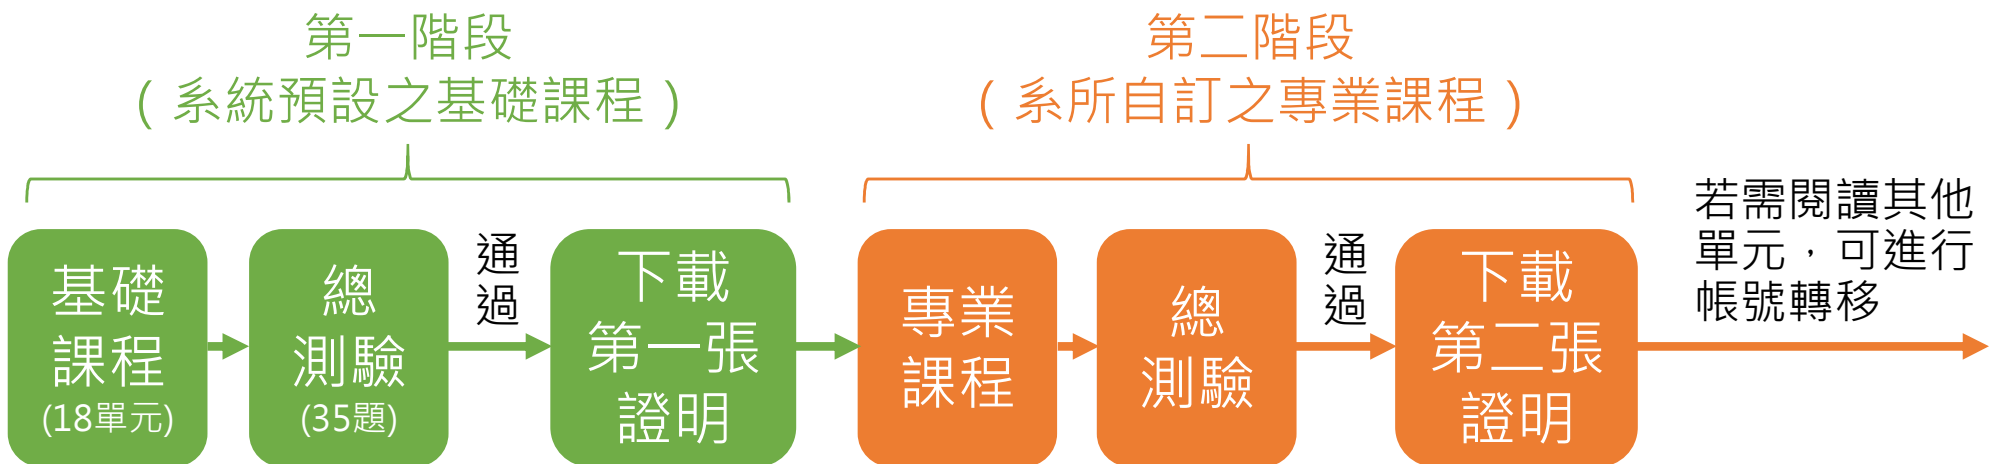 第一階段
（系統預設之基礎課程）
第二階段
（系所自訂之專業課程）
基礎
課程
(18單元)
總
測驗
(35題)
通
過
下載
第一張
證明
專業
課程
總
測驗
通
過
下載
第二張
證明
若需閱讀其他
單元，可進行
帳號轉移